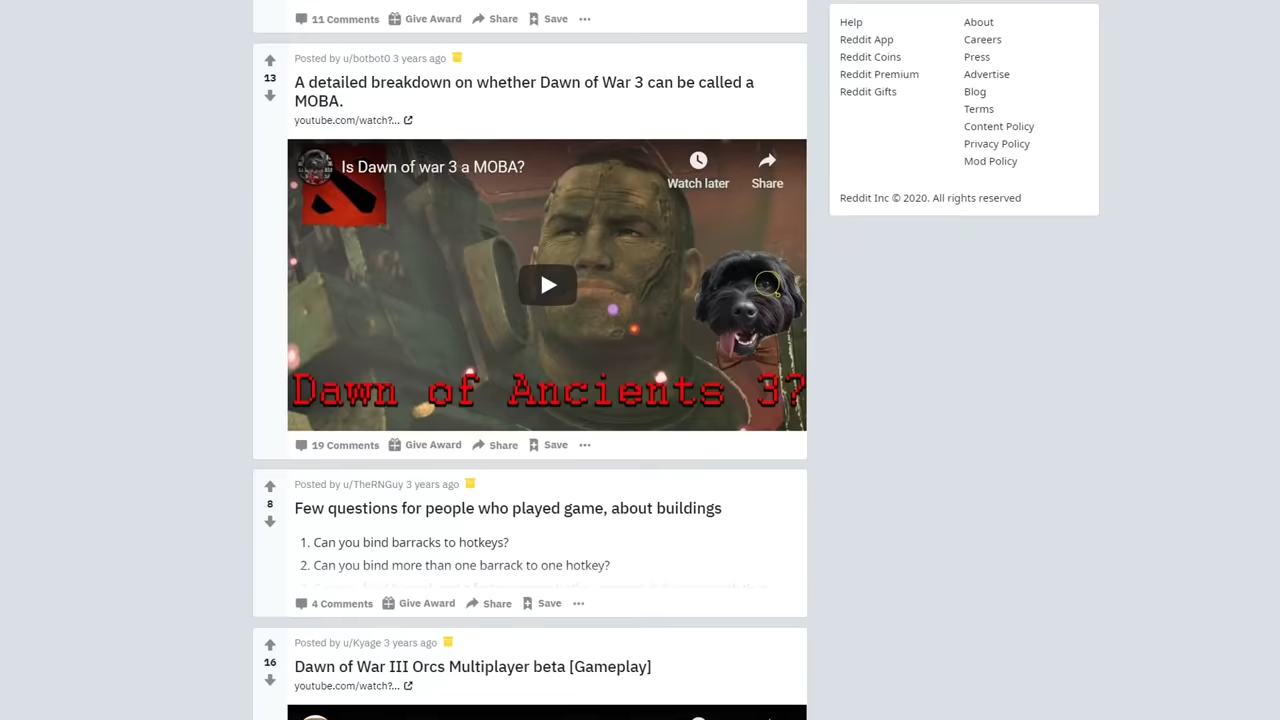 11 Comments Give Award Share Save
Posted by u/botbot0 3 years ago
13
A detailed breakdown on whether Dawn of War 3 can be called a
MOBA.
youtube.com/watch?...
Is Dawn of war 3 a MOBA?
Watch later Share
Dawn of Ancients 3?
19 Comments Give Award Share Save
Posted by u/TheRNGuy 3 years ago
8
Few questions for people who played game, about buildings
1. Can you bind barracks to hotkeys?
2. Can you bind more than one barrack to one hotkey?
4 Comments Give Award Share Save
Posted by u/Kyage 3 years ago
16
Dawn of War III Orcs Multiplayer beta [Gameplay]
youtube.com/watch?...
Help About
Reddit App Careers
Reddit Coins Press
Reddit Premium Advertise
Reddit Gifts Blog
Terms
Content Policy
Privacy Policy
Mod Policy
Reddit Inc © 2020. All rights reserved